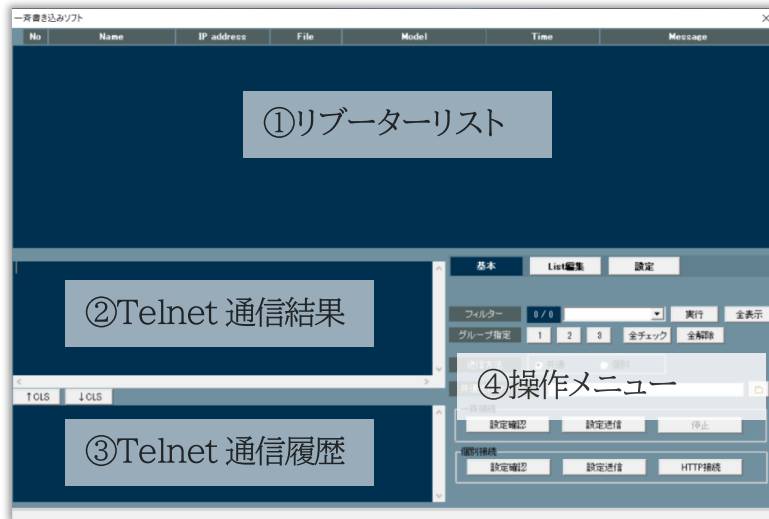 一斉書き込みソフト
No Name IP address File Model Time Message
①リブーターリスト
基本 List編集 設定
②Telnet 通信結果
フィルター 0 / 0 実行 全表示
グループ指定 1 2 3 全チェック 全解除
④操作メニュー
↑CLS ↓CLS
設定確認 設定送信 停止
③Telnet 通信履歴
個別接続
設定確認 設定送信 HTTP接続